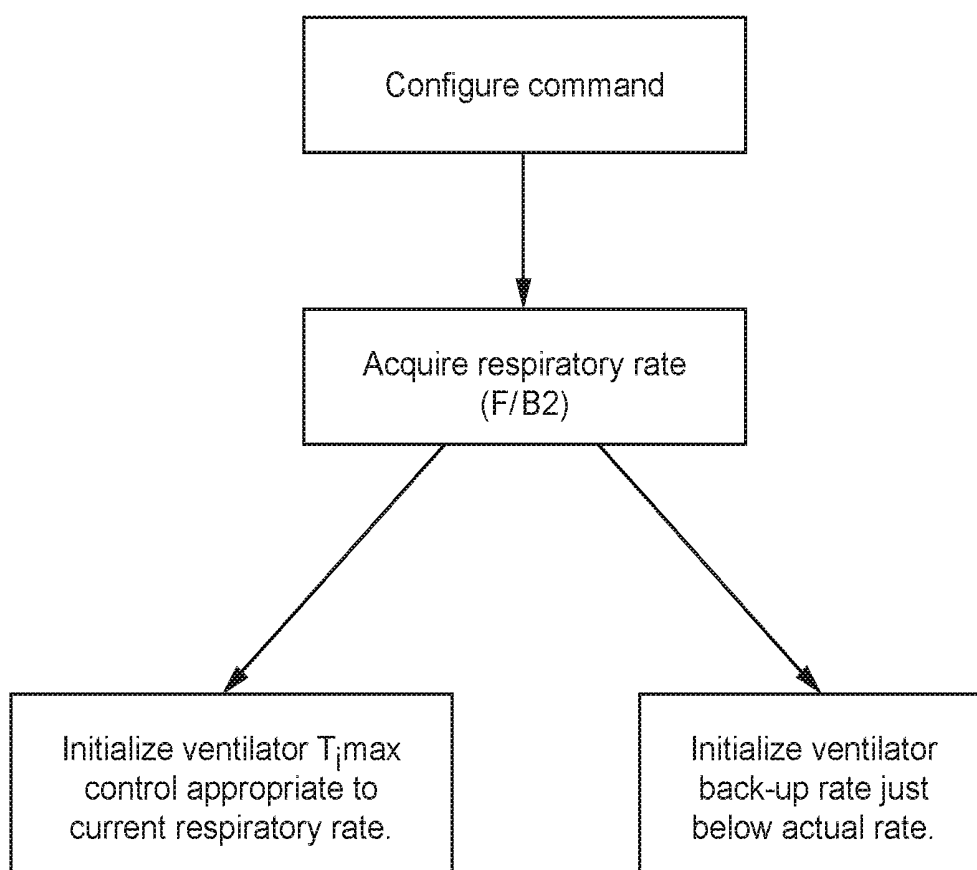 Configure command
Acquire respiratory rate
(F/B2)
Initialize ventilator Timax
control appropriate to
current respiratory rate.
Initialize ventilator
back-up rate just
below actual rate.